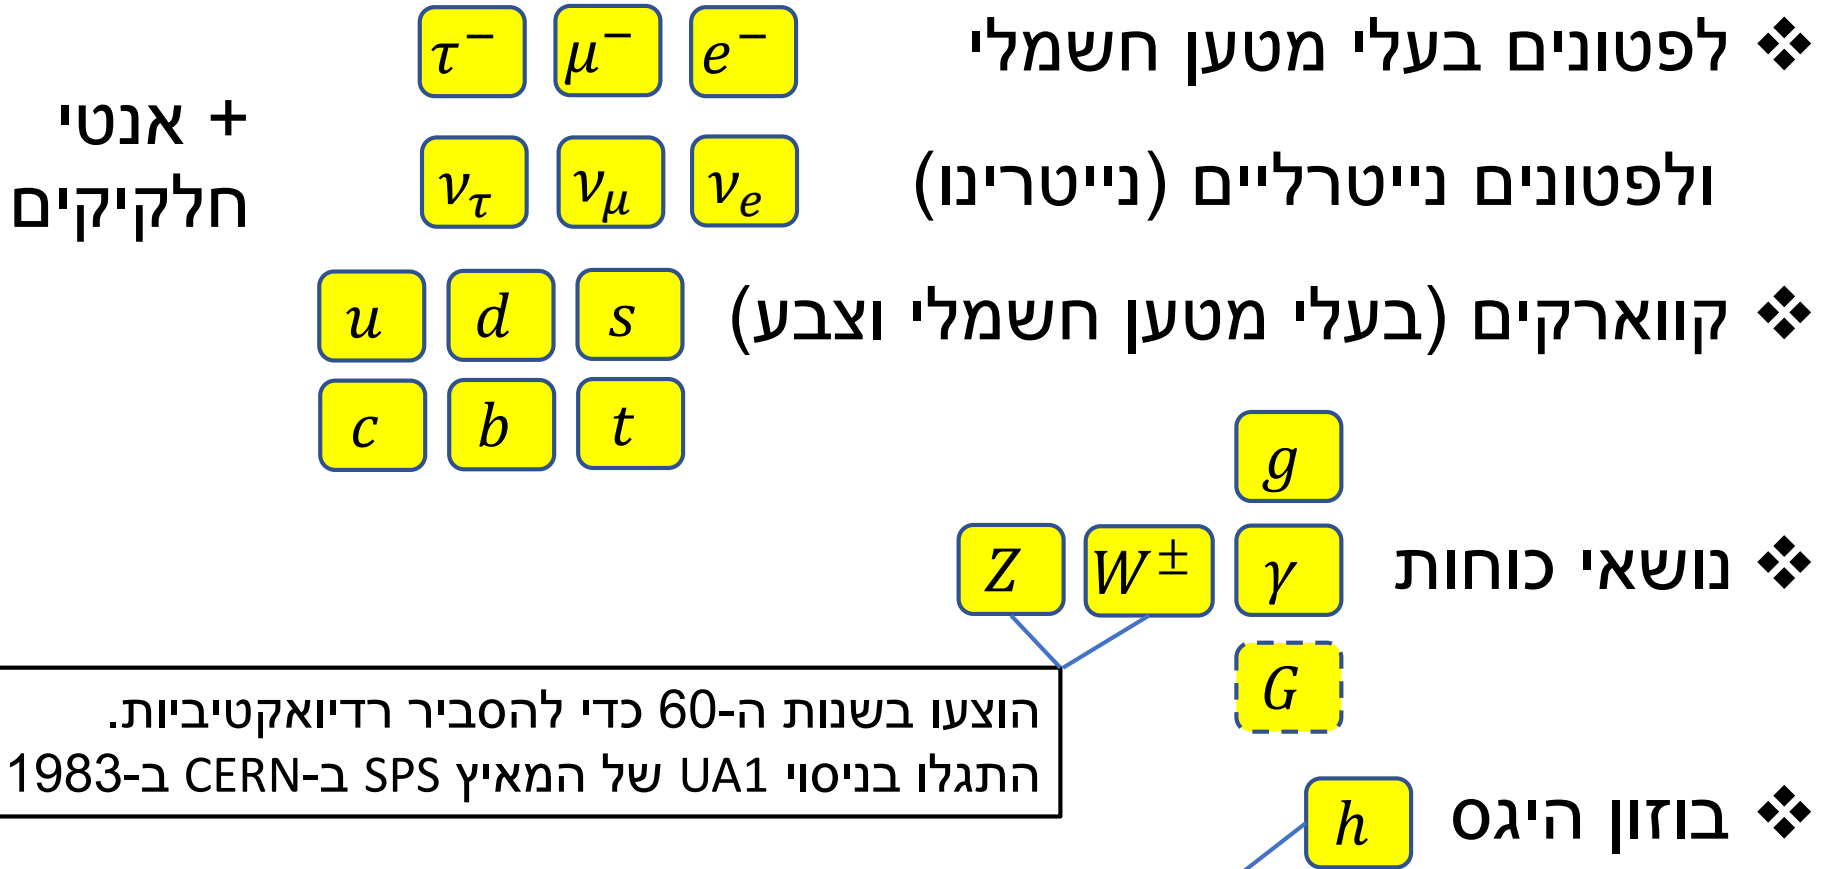 ❖ לפטונים בעלי מטען חשמלי
e⁻ μ⁻ τ⁻
ולפטונים נייטרליים (נייטרינו)
νₑ ν_μ ν_τ
+ אנטי
חלקיקים
❖ קווארקים (בעלי מטען חשמלי וצבע)
u d s
c b t
g
❖ נושאי כוחות
γ W± Z
G
הוצעו בשנות ה-60 כדי להסביר רדיואקטיביות.
התגלו בניסוי UA1 של המאיץ SPS ב-CERN ב-1983
❖ בוזון היגס
h